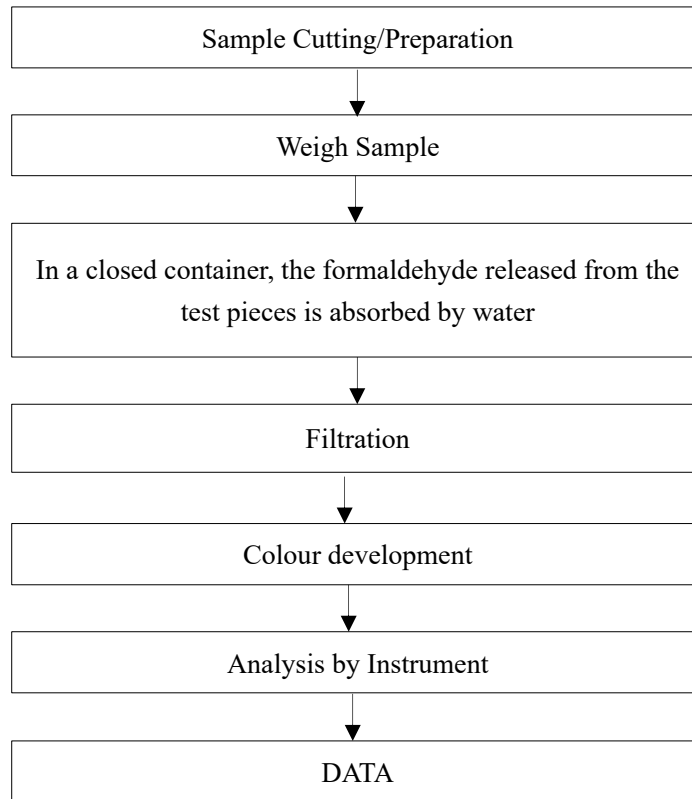 Sample Cutting/Preparation
Weigh Sample
In a closed container, the formaldehyde released from the
test pieces is absorbed by water
Filtration
Colour development
Analysis by Instrument
DATA